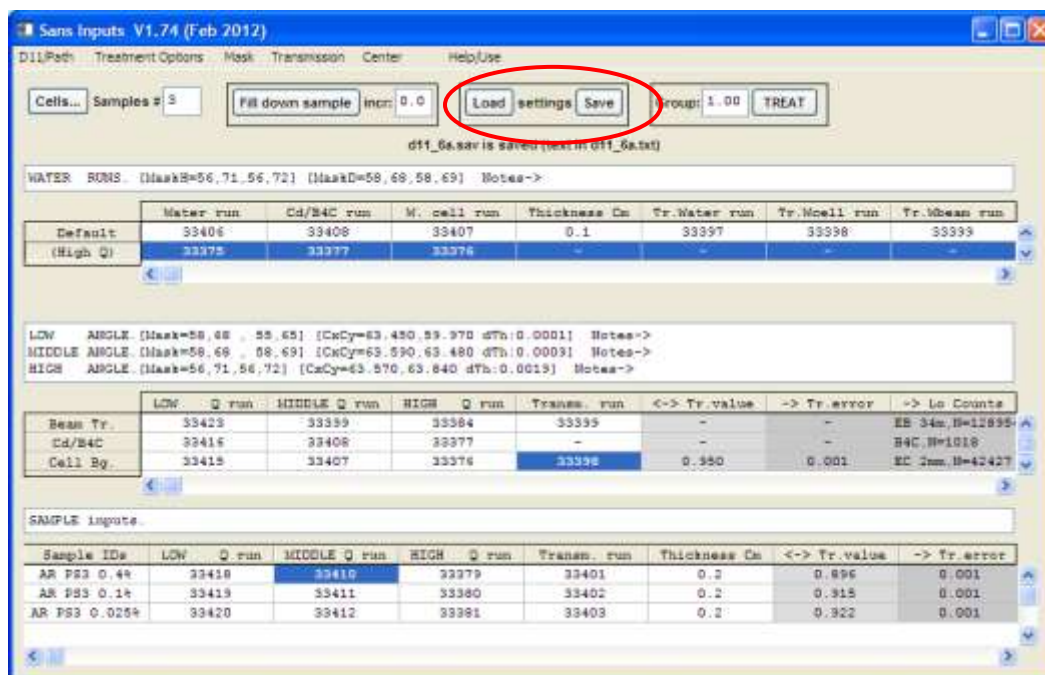 Sans Inputs V1.74 (Feb 2012)
D11/Path Treatment Options Mask Transmission Center Help/Use
Cells... Samples # 3 Fill down sample incr: 0.0 Load settings Save Group: 1.00 TREAT
d11_6a.sav is saved (text in d11_6a.txt)
WATER RUNS. [MaskH=56,71,56,72] [MaskD=58,68,58,69] Notes->
Water run Cd/B4C run W. cell run Thickness Cm Tr.Water run Tr.Wcell run Tr.Wbeam run
Default 33406 33408 33407 0.1 33397 33398 33399
(High Q) 33375 33377 33376 - - - -
LOW ANGLE.[Mask=58,68 , 55,65] [CxCy=63.450,59.970 dTh:0.0001] Notes->
MIDDLE ANGLE.[Mask=58,68 , 58,69] [CxCy=63.590,63.480 dTh:0.0003] Notes->
HIGH ANGLE.[Mask=56,71,56,72] [CxCy=63.570,63.840 dTh:0.0019] Notes->
LOW Q run MIDDLE Q run HIGH Q run Transm. run <-> Tr.value -> Tr.error -> Lo Counts
Beam Tr. 33423 33399 33384 33399 - - EB 34m,N=12895
Cd/B4C 33416 33408 33377 - - - B4C,N=1018
Cell Bg. 33415 33407 33376 33398 0.950 0.001 EC 2mm,N=42427
SAMPLE inputs.
Sample IDs LOW Q run MIDDLE Q run HIGH Q run Transm. run Thickness Cm <-> Tr.value -> Tr.error
AR PS3 0.4% 33418 33410 33379 33401 0.2 0.896 0.001
AR PS3 0.1% 33419 33411 33380 33402 0.2 0.915 0.001
AR PS3 0.025% 33420 33412 33381 33403 0.2 0.922 0.001